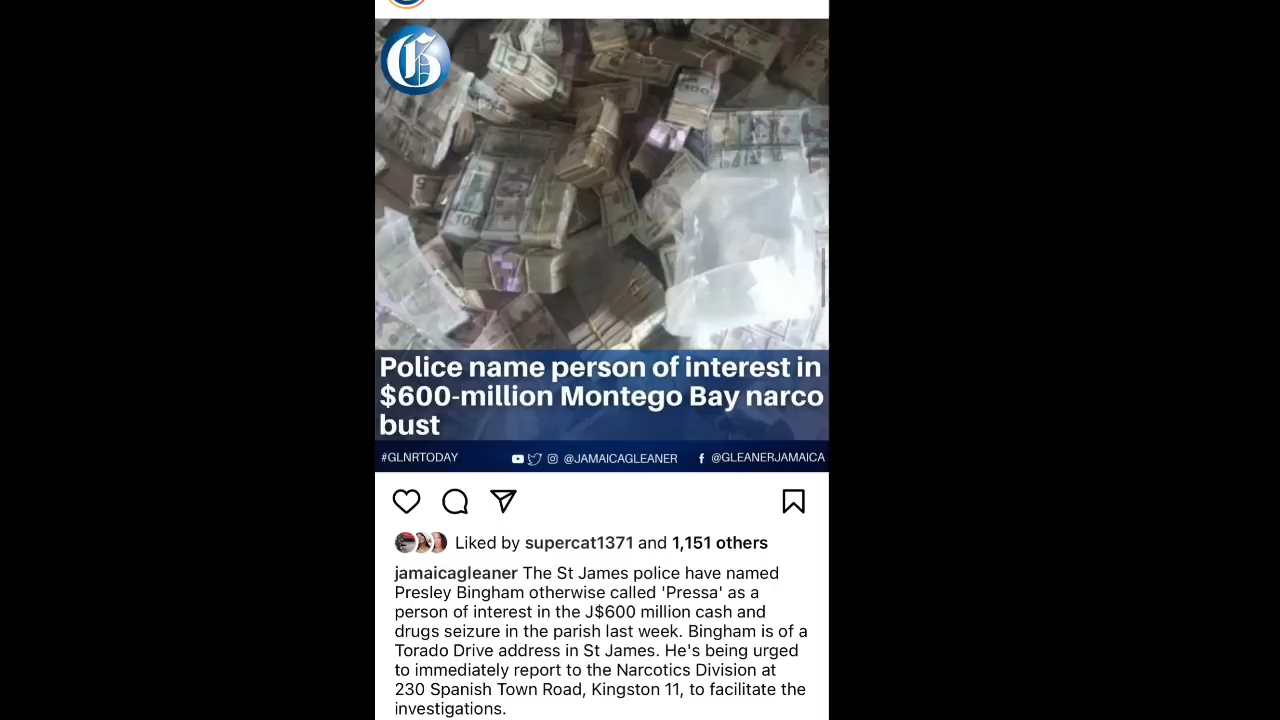 G
Police name person of interest in
$600-million Montego Bay narco
bust
#GLNRTODAY @JAMAICAGLEANER @GLEANERJAMAICA
Liked by supercat1371 and 1,151 others
jamaicagleaner The St James police have named
Presley Bingham otherwise called 'Pressa' as a
person of interest in the J$600 million cash and
drugs seizure in the parish last week. Bingham is of a
Torado Drive address in St James. He's being urged
to immediately report to the Narcotics Division at
230 Spanish Town Road, Kingston 11, to facilitate the
investigations.